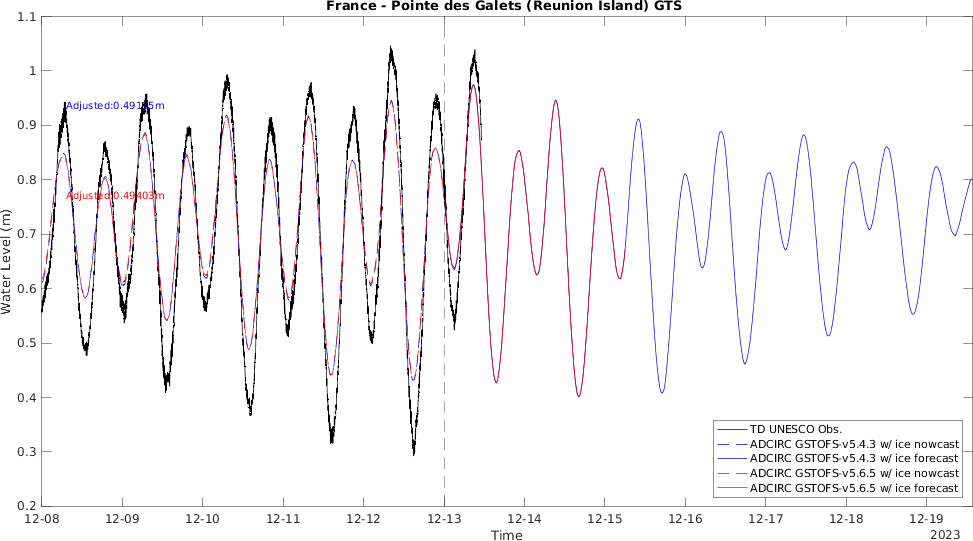 France - Pointe des Galets (Reunion Island) GTS
Water Level (m)
1.1
1
0.9
0.8
0.7
0.6
0.5
0.4
0.3
0.2
Adjusted:0.49403m
TD UNESCO Obs.
ADCIRC GSTOFS-v5.4.3 w/ ice nowcast
ADCIRC GSTOFS-v5.4.3 w/ ice forecast
ADCIRC GSTOFS-v5.6.5 w/ ice nowcast
ADCIRC GSTOFS-v5.6.5 w/ ice forecast
12-08 12-09 12-10 12-11 12-12 12-13 12-14 12-15 12-16 12-17 12-18 12-19
Time
2023